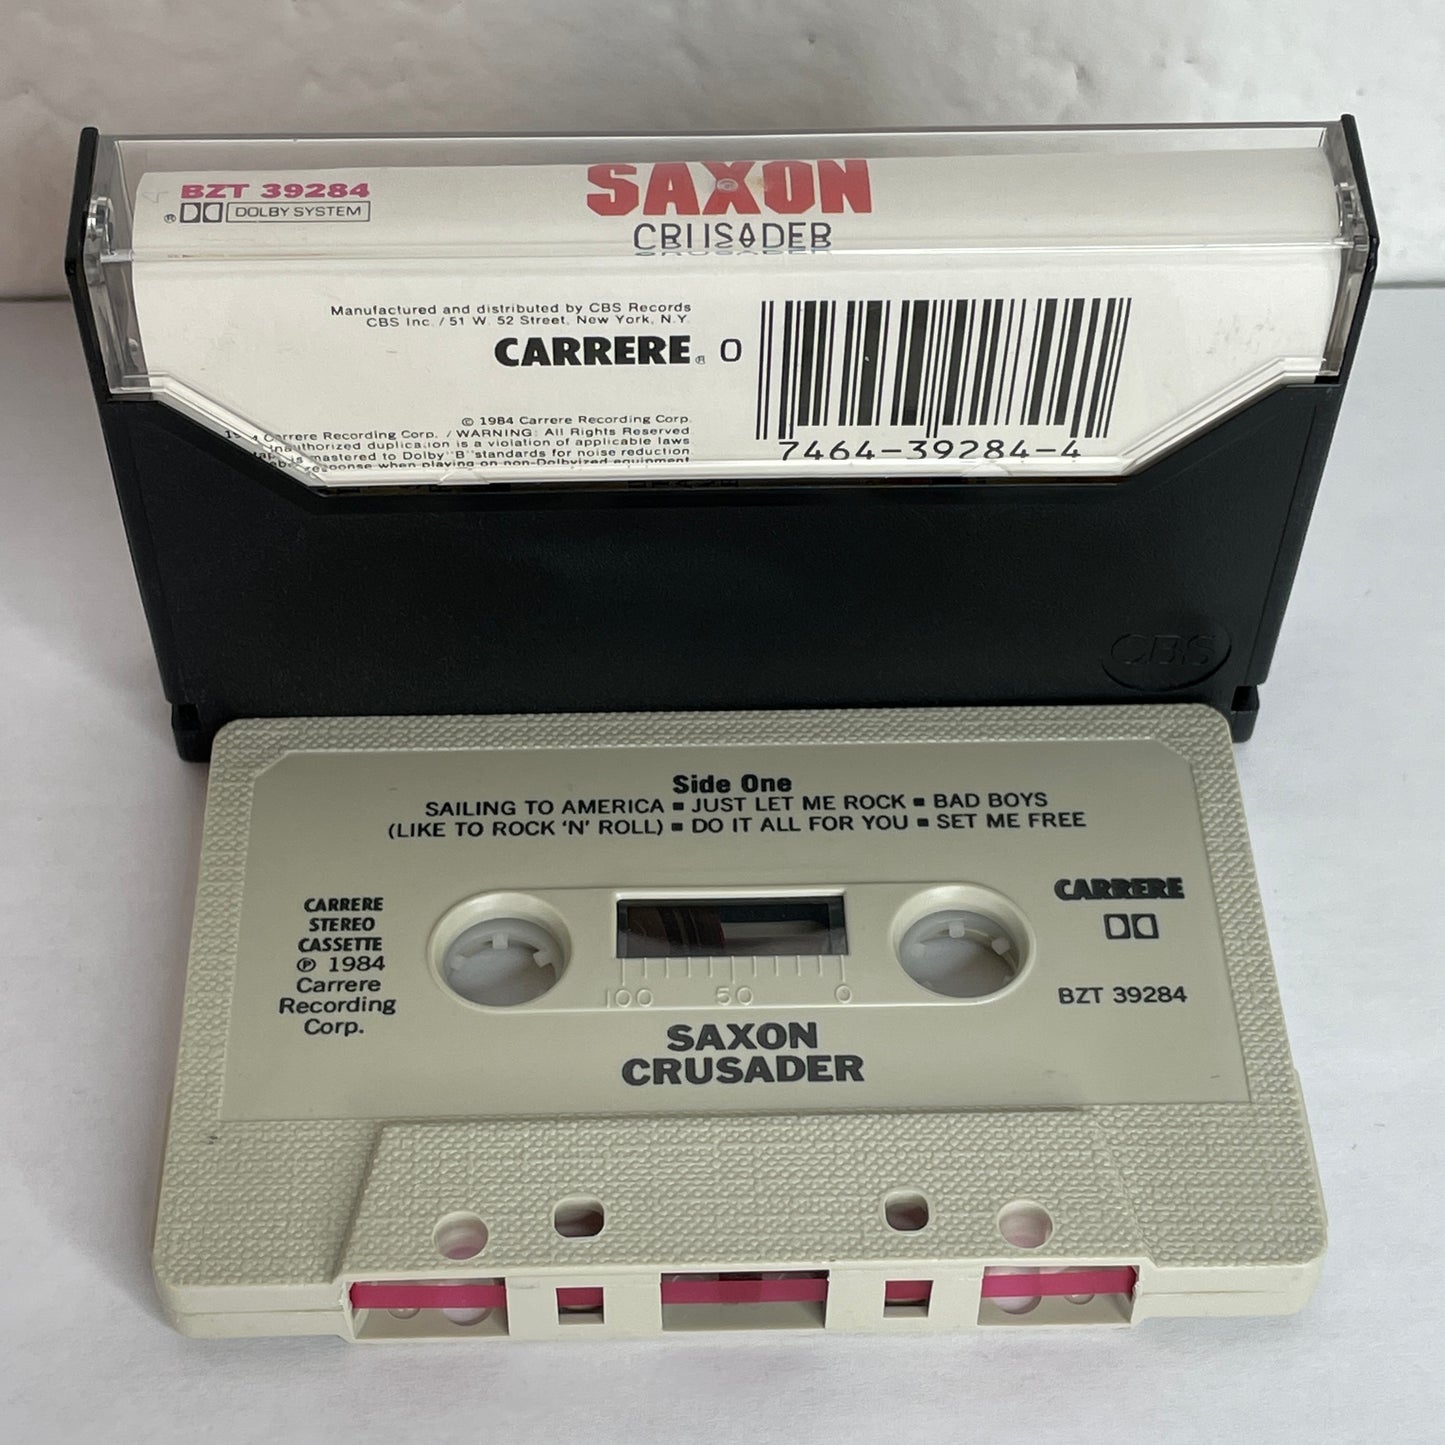 BZT 39284
DOLBY SYSTEM
SAXON
CRUSADER
Manufactured and distributed by CBS Records
CBS Inc. / 51 W. 52 Street, New York, N.Y.
CARRERE® 0
© 1984 Carrere Recording Corp.
Carrere Recording Corp. / WARNING: All Rights Reserved
duplication is a violation of applicable laws
is mastered to Dolby "B" standards for noise reduction
when playing on non-Dolbyized equipment
7464-39284-4
CBS
Side One
SAILING TO AMERICA ▪ JUST LET ME ROCK ▪ BAD BOYS
(LIKE TO ROCK 'N' ROLL) ▪ DO IT ALL FOR YOU ▪ SET ME FREE
CARRERE
STEREO
CASSETTE
℗ 1984
Carrere
Recording
Corp.
CARRERE
BZT 39284
100 50 0
SAXON
CRUSADER